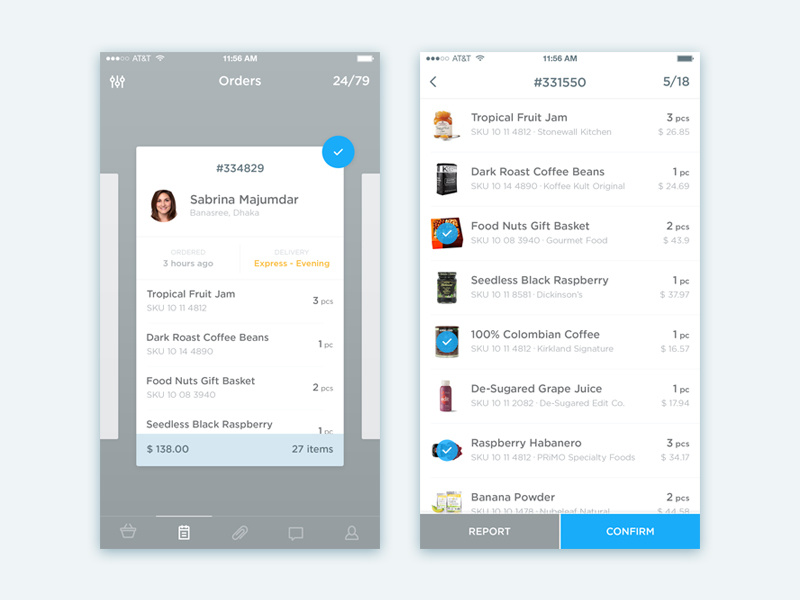 AT&T
11:56 AM
Orders
24/79
#334829
Sabrina Majumdar
Banasree, Dhaka
ORDERED
3 hours ago
DELIVERY
Express - Evening
Tropical Fruit Jam
SKU 10 11 4812
3 pcs
Dark Roast Coffee Beans
SKU 10 14 4890
1 pc
Food Nuts Gift Basket
SKU 10 08 3940
2 pcs
Seedless Black Raspberry
1 pc
$ 138.00
27 items
AT&T
11:56 AM
#331550
5/18
Tropical Fruit Jam
3 pcs
SKU 10 11 4812 · Stonewall Kitchen
$ 26.85
Dark Roast Coffee Beans
1 pc
SKU 10 14 4890 · Koffee Kult Original
$ 24.69
Food Nuts Gift Basket
2 pcs
SKU 10 08 3940 · Gourmet Food
$ 43.9
Seedless Black Raspberry
1 pc
SKU 10 11 8581 · Dickinson's
$ 37.97
100% Colombian Coffee
1 pc
SKU 10 11 4812 · Kirkland Signature
$ 16.57
De-Sugared Grape Juice
1 pc
SKU 10 11 2082 · De-Sugared Edit Co.
$ 17.94
Raspberry Habanero
3 pcs
SKU 10 11 4812 · PRiMO Specialty Foods
$ 34.17
Banana Powder
2 pcs
SKU 10 10 1478 · Nubeleaf Natural
$ 44.58
REPORT
CONFIRM